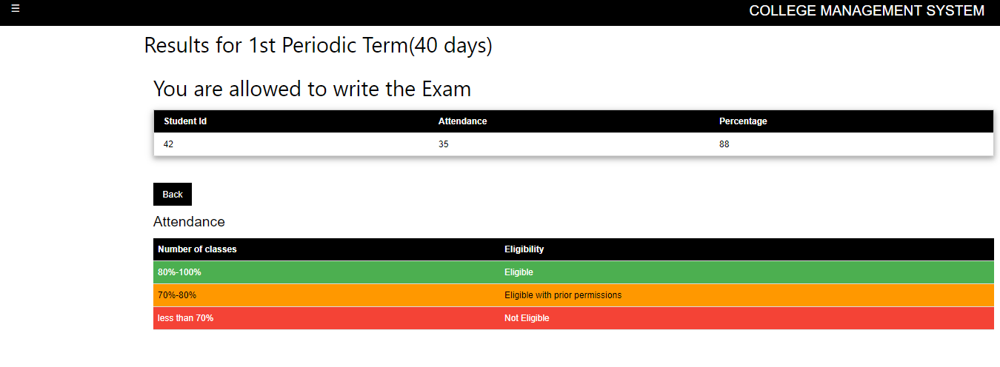 ☰ COLLEGE MANAGEMENT SYSTEM
Results for 1st Periodic Term(40 days)
You are allowed to write the Exam
Student Id Attendance Percentage
42 35 88
Back
Attendance
Number of classes Eligibility
80%-100% Eligible
70%-80% Eligible with prior permissions
less than 70% Not Eligible